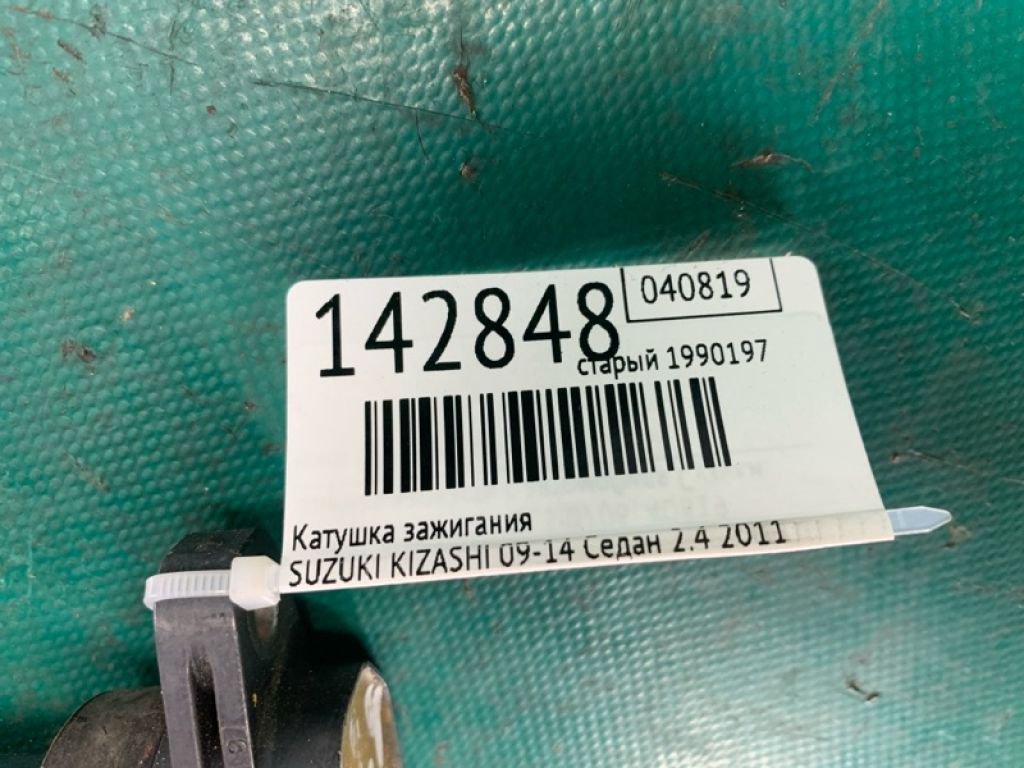 142848
040819
старый 1990197
Катушка зажигания
SUZUKI KIZASHI 09-14 Седан 2.4 2011